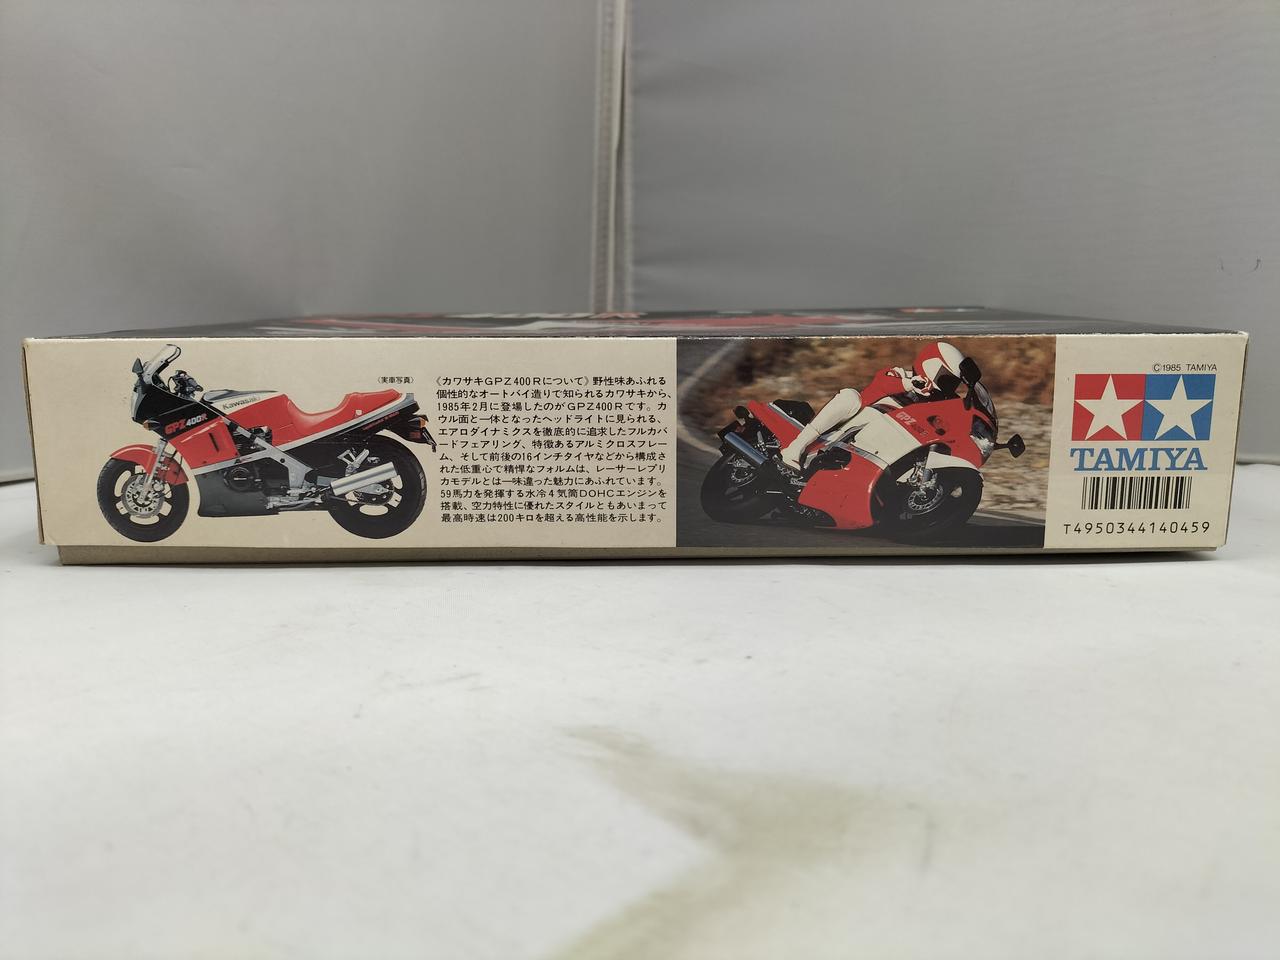 Kawasaki
GPZ400R
〈実車写真〉
《カワサキGPZ400Rについて》野性味あふれる
個性的なオートバイ造りで知られるカワサキから、
1985年2月に登場したのがGPZ400Rです。カ
ウル面と一体となったヘッドライトに見られる、
エアロダイナミクスを徹底的に追求したフルカバ
ードフェアリング、特徴あるアルミクロスフレー
ム、そして前後の16インチタイヤなどから構成さ
れた低重心で精悍なフォルムは、レーサーレプリ
カモデルとは一味違った魅力にあふれています。
59馬力を発揮する水冷4気筒DOHCエンジンを
搭載、空力特性に優れたスタイルともあいまって
最高時速は200キロを超える高性能を示します。
©1985 TAMIYA
TAMIYA
T4950344140459